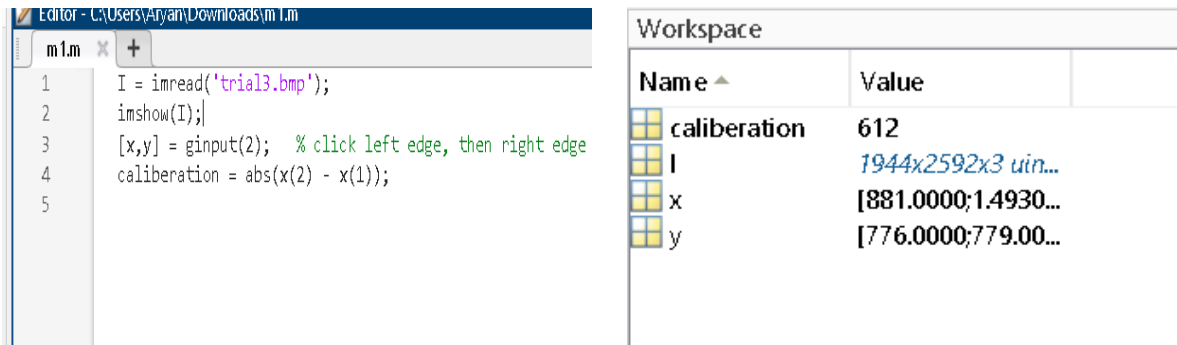 Editor - C:\Users\Aryan\Downloads\m1.m
m1.m × +
1 I = imread('trial3.bmp');
2 imshow(I);
3 [x,y] = ginput(2); % click left edge, then right edge
4 caliberation = abs(x(2) - x(1));
5
Workspace
Name Value
caliberation 612
I 1944x2592x3 uin...
x [881.0000;1.4930...
y [776.0000;779.00...